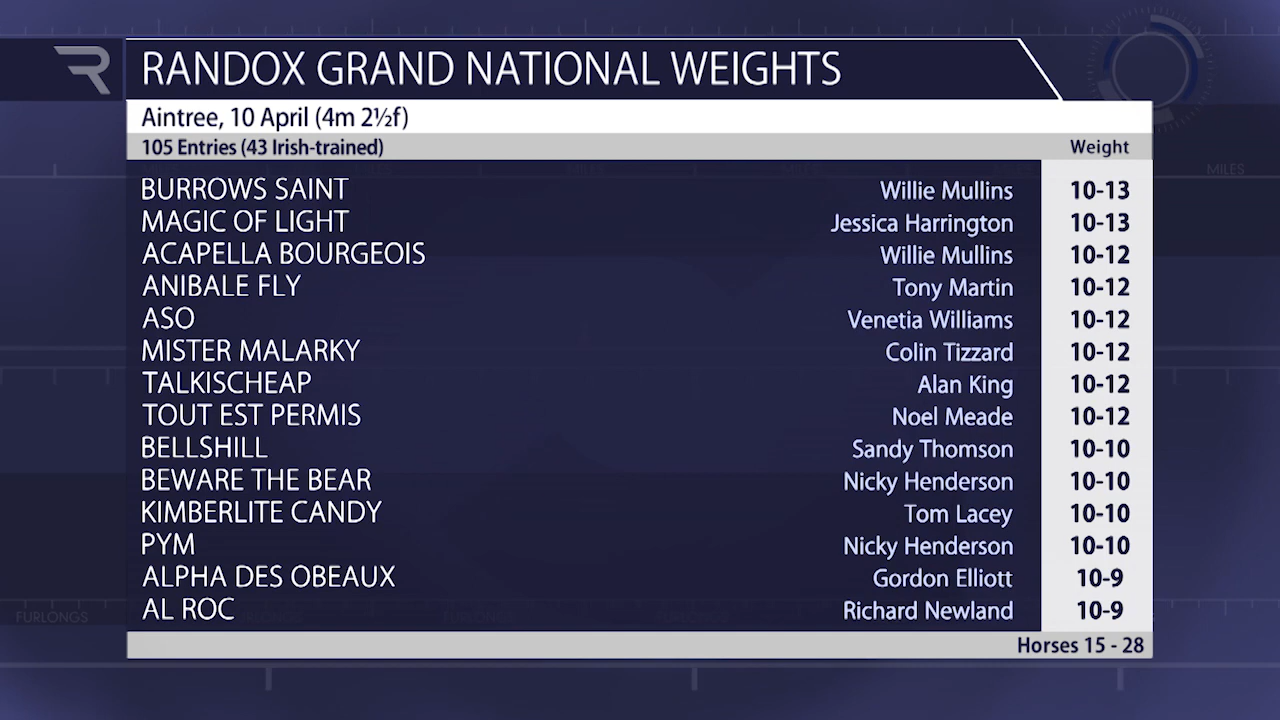 RANDOX GRAND NATIONAL WEIGHTS
Aintree, 10 April (4m 2½f)
105 Entries (43 Irish-trained) Weight
MILES
BURROWS SAINT Willie Mullins 10-13
MAGIC OF LIGHT Jessica Harrington 10-13
ACAPELLA BOURGEOIS Willie Mullins 10-12
ANIBALE FLY Tony Martin 10-12
ASO Venetia Williams 10-12
MISTER MALARKY Colin Tizzard 10-12
TALKISCHEAP Alan King 10-12
TOUT EST PERMIS Noel Meade 10-12
BELLSHILL Sandy Thomson 10-10
BEWARE THE BEAR Nicky Henderson 10-10
KIMBERLITE CANDY Tom Lacey 10-10
PYM Nicky Henderson 10-10
ALPHA DES OBEAUX Gordon Elliott 10-9
AL ROC Richard Newland 10-9
FURLONGS
Horses 15 - 28